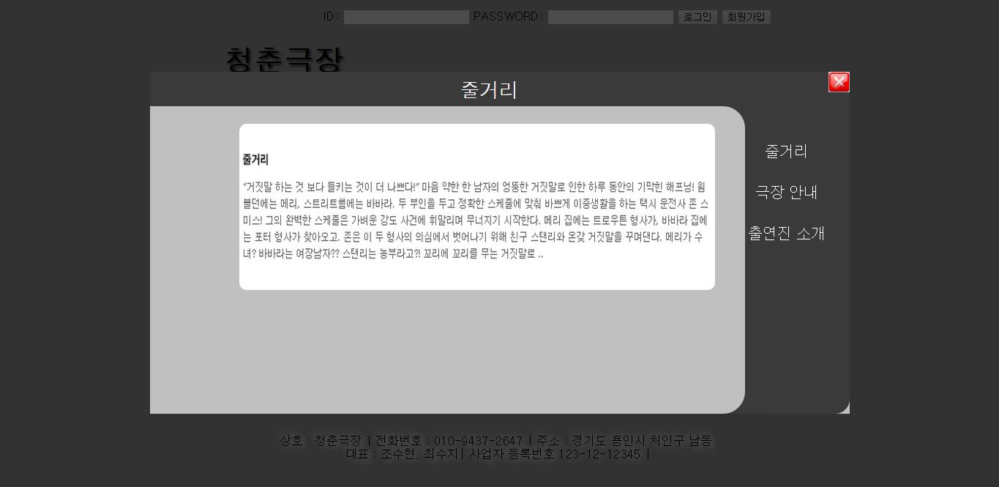 ID: PASSWORD: 로그인 회원가입
청춘극장
줄거리
줄거리
“거짓말 하는 것 보다 들키는 것이 더 나쁘다!” 마음 약한 한 남자의 엉뚱한 거짓말로 인한 하루 동안의 기막힌 해프닝! 윔
블던에는 메리, 스트리트햄에는 바바라. 두 부인을 두고 정확한 스케줄에 맞춰 바쁘게 이중생활을 하는 택시 운전사 존 스
미스! 그의 완벽한 스케줄은 가벼운 강도 사건에 휘말리며 무너지기 시작한다. 메리 집에는 트로우튼 형사가, 바바라 집에
는 포터 형사가 찾아오고. 존은 이 두 형사의 의심에서 벗어나기 위해 친구 스탠리와 온갖 거짓말을 꾸며댄다. 메리가 수
녀? 바바라는 여장남자?? 스탠리는 농부라고?! 꼬리에 꼬리를 무는 거짓말로 ..
줄거리
극장 안내
출연진 소개
상호 : 청춘극장 | 전화번호 : 010-9437-2647 | 주소 : 경기도 용인시 처인구 남동
대표 : 조수현, 최수지| 사업자 등록번호 123-12-12345 |